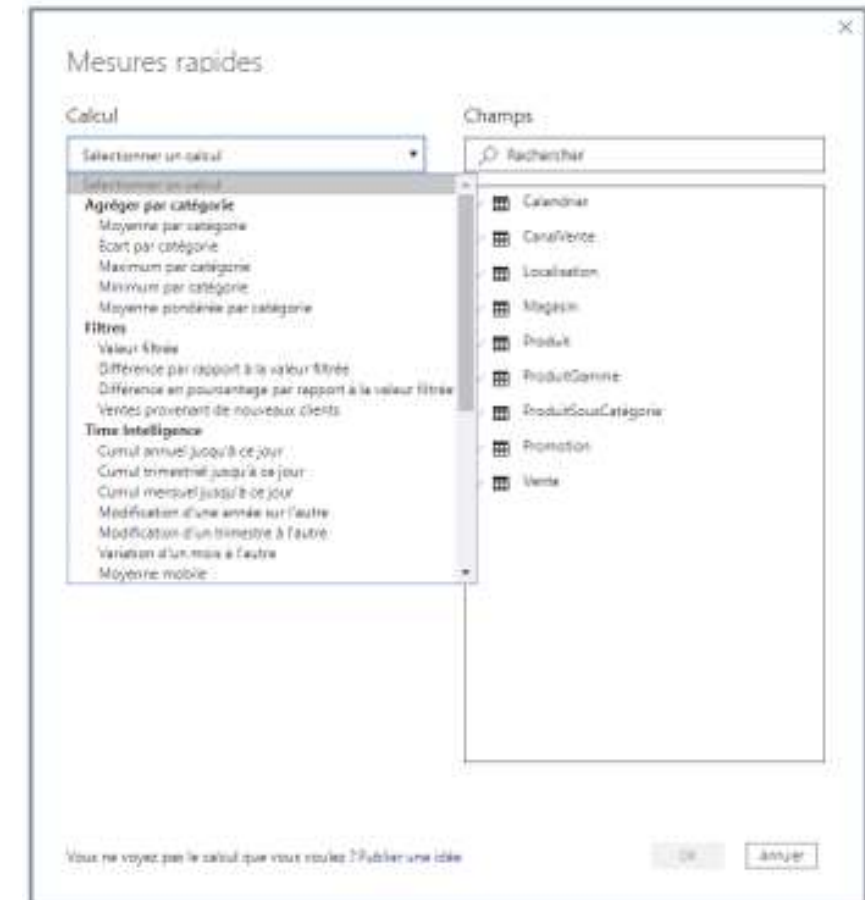 Mesures rapides
Calcul
Sélectionner un calcul
Sélectionner un calcul
Agréger par catégorie
Moyenne par catégorie
Écart par catégorie
Maximum par catégorie
Minimum par catégorie
Moyenne pondérée par catégorie
Filtres
Valeur filtrée
Différence par rapport à la valeur filtrée
Différence en pourcentage par rapport à la valeur filtrée
Ventes provenant de nouveaux clients
Time Intelligence
Cumul annuel jusqu'à ce jour
Cumul trimestriel jusqu'à ce jour
Cumul mensuel jusqu'à ce jour
Modification d'une année sur l'autre
Modification d'un trimestre à l'autre
Variation d'un mois à l'autre
Moyenne mobile
Champs
Rechercher
Calendrier
CanalVente
Localisation
Magasin
Produit
ProduitGamme
ProduitSousCatégorie
Promotion
Vente
Vous ne voyez pas le calcul que vous voulez ? Publier une idée
OK
Annuler